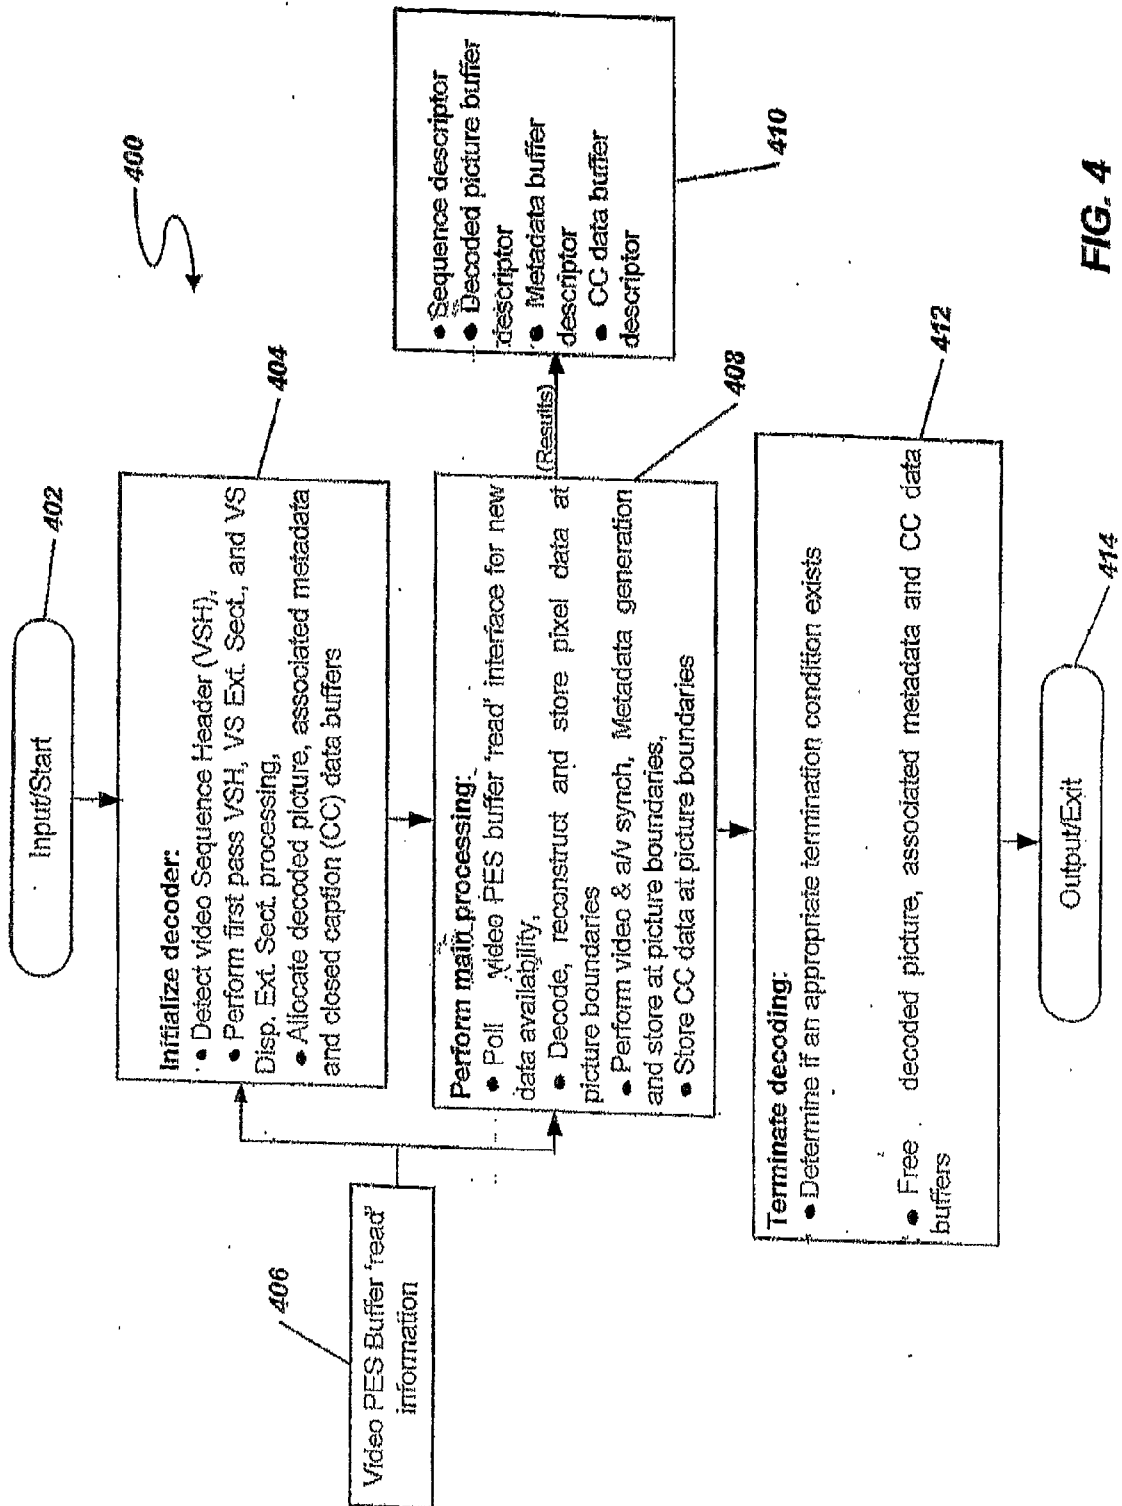 400
Input/Start
402
Initialize decoder:
• Detect video Sequence Header (VSH),
• Perform first pass VSH, VS Ext. Sect., and VS
Disp. Ext. Sect. processing,
• Allocate decoded picture, associated metadata
and closed caption (CC) data buffers
404
406
Video PES Buffer 'read'
information
Perform main processing:
• Poll video PES buffer 'read' interface for new
data availability,
• Decode, reconstruct and store pixel data at
picture boundaries
• Perform video & a/v synch, Metadata generation
and store at picture boundaries,
• Store CC data at picture boundaries
408
(Results)
• Sequence descriptor
• Decoded picture buffer
descriptor
• Metadata buffer
descriptor
• CC data buffer
descriptor
410
Terminate decoding:
• Determine if an appropriate termination condition exists
• Free decoded picture, associated metadata and CC data
buffers
412
Output/Exit
414
FIG. 4